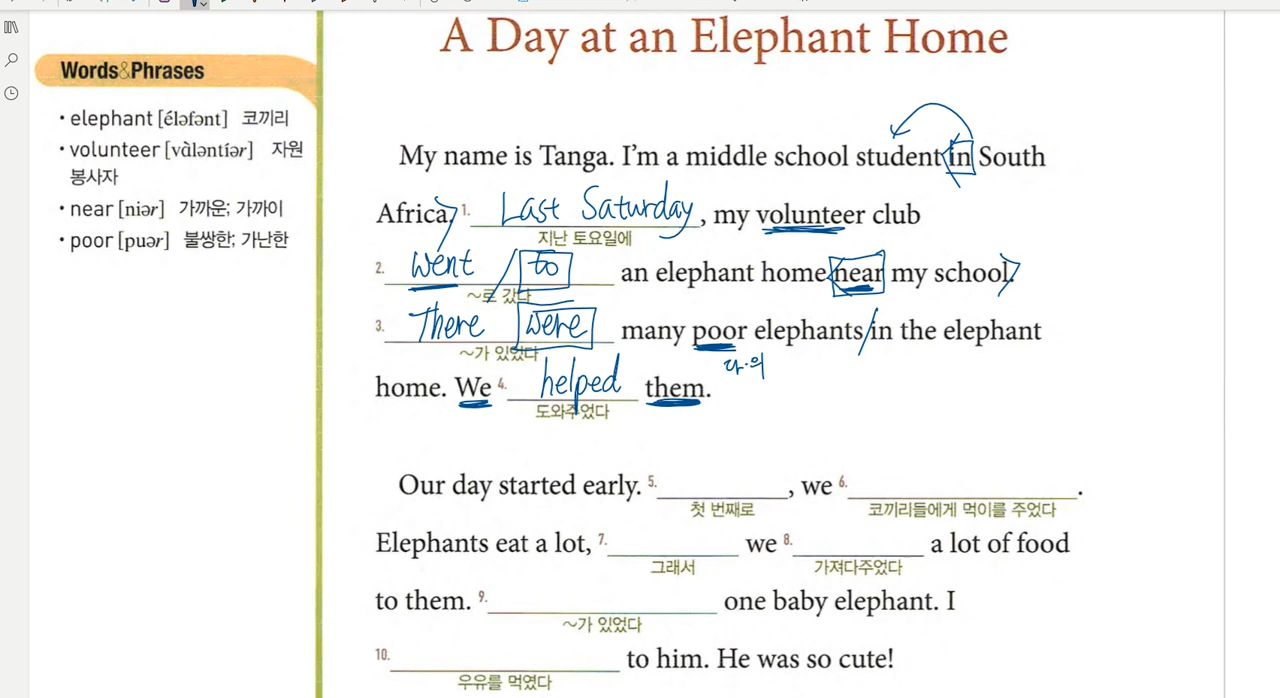 A Day at an Elephant Home
Words&Phrases
• elephant [éləfənt] 코끼리
• volunteer [vàləntíər] 자원
봉사자
• near [niər] 가까운; 가까이
• poor [puər] 불쌍한; 가난한
My name is Tanga. I'm a middle school student in South
Africa. 1. Last Saturday, my volunteer club
지난 토요일에
2. went to an elephant home near my school.
~로 갔다
3. There were many poor elephants in the elephant
~가 있었다
home. We 4. helped them.
도와주었다
Our day started early. 5. , we 6. .
첫 번째로 코끼리들에게 먹이를 주었다
Elephants eat a lot, 7. we 8. a lot of food
그래서 가져다주었다
to them. 9. one baby elephant. I
~가 있었다
10. to him. He was so cute!
우유를 먹였다